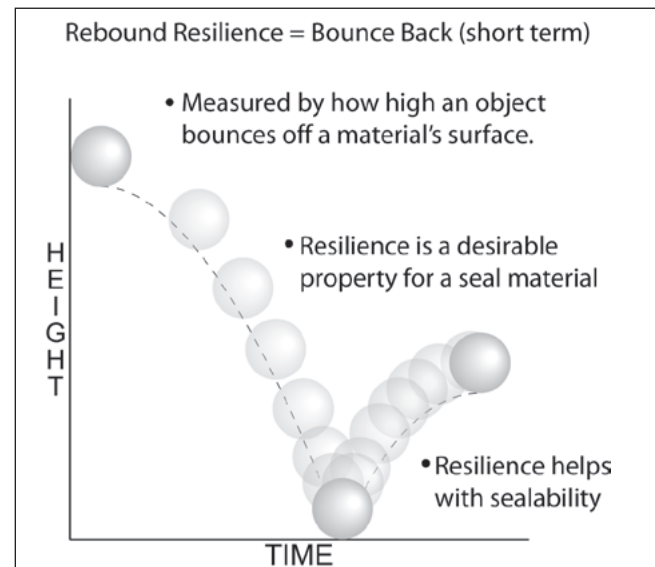 Rebound Resilience = Bounce Back (short term)
• Measured by how high an object
bounces off a material's surface.
• Resilience is a desirable
property for a seal material
HEIGHT
• Resilience helps
with sealability
TIME